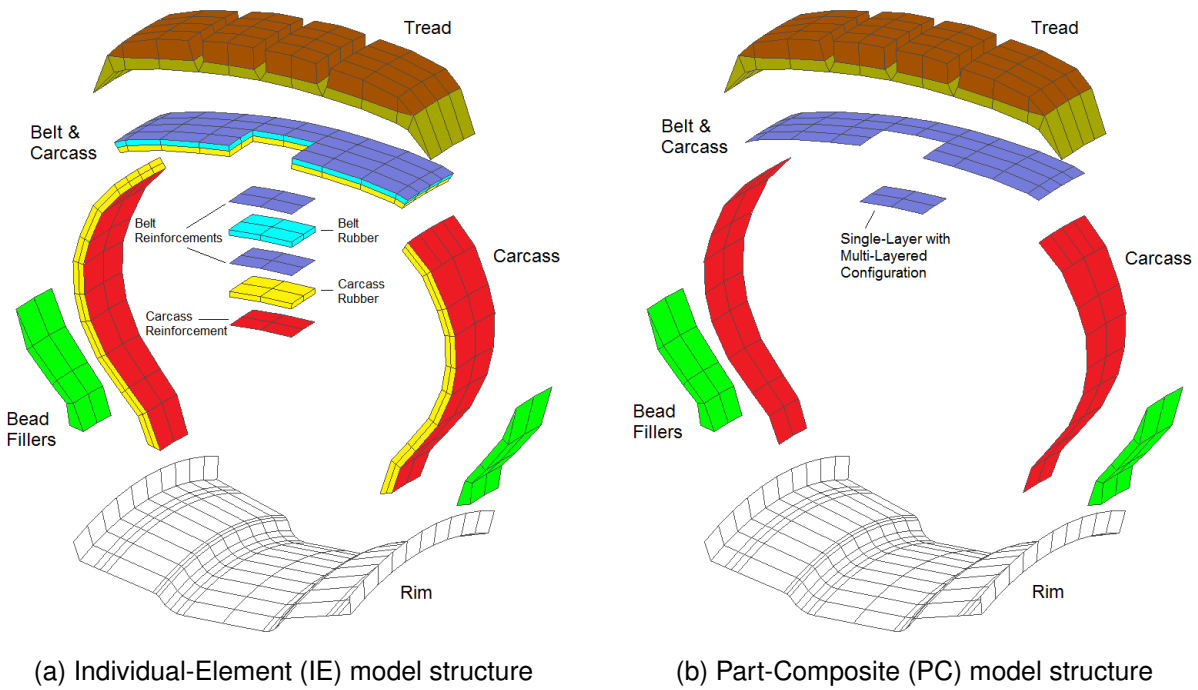 Tread
Belt &
Carcass
Belt
Reinforcements
Belt
Rubber
Carcass
Rubber
Carcass
Reinforcement
Carcass
Bead
Fillers
Rim
(a) Individual-Element (IE) model structure
Tread
Belt &
Carcass
Single-Layer with
Multi-Layered
Configuration
Carcass
Bead
Fillers
Rim
(b) Part-Composite (PC) model structure